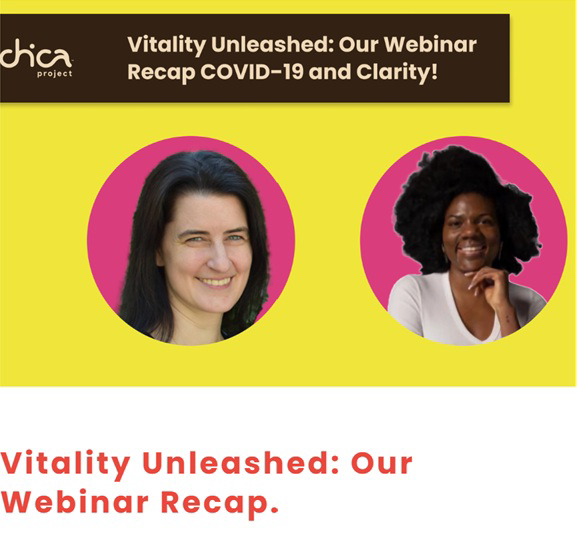 chica
project
Vitality Unleashed: Our Webinar
Recap COVID-19 and Clarity!
Vitality Unleashed: Our
Webinar Recap.